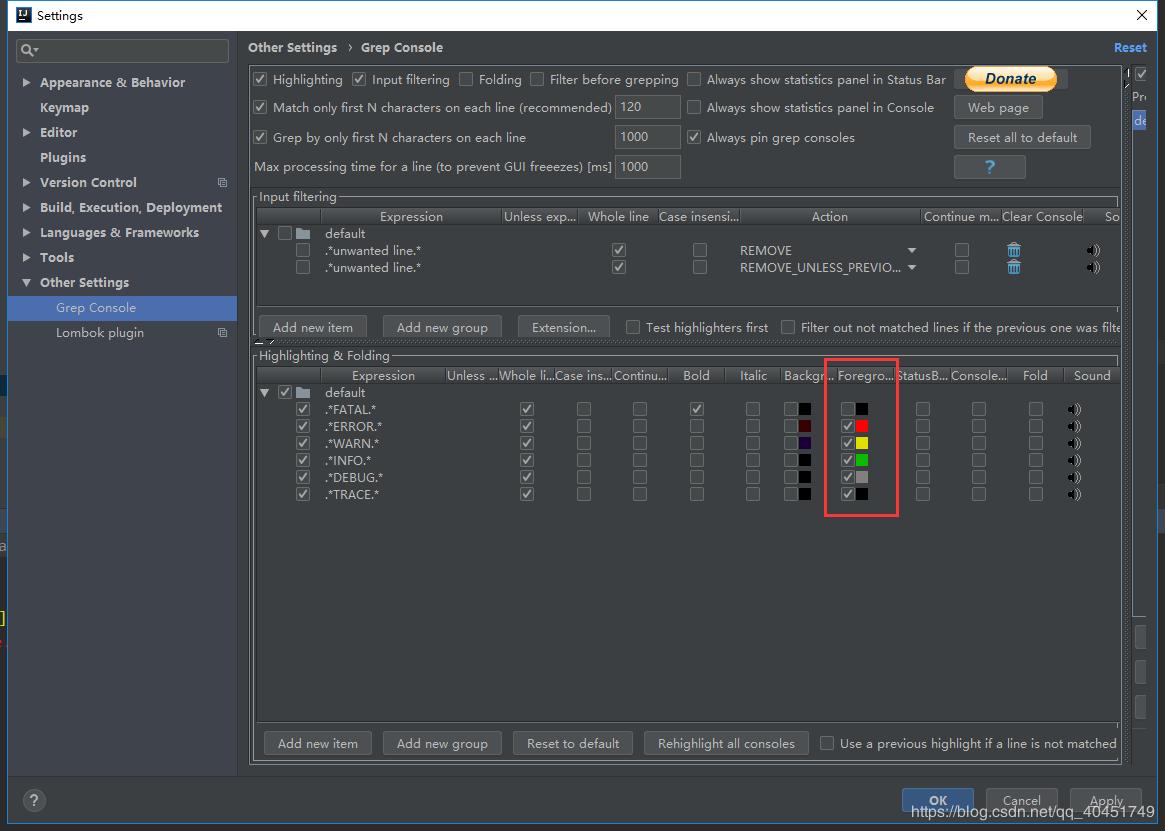 Settings
Other Settings › Grep Console
Reset
Appearance & Behavior
Keymap
Editor
Plugins
Version Control
Build, Execution, Deployment
Languages & Frameworks
Tools
Other Settings
Grep Console
Lombok plugin
Highlighting Input filtering Folding Filter before grepping Always show statistics panel in Status Bar Donate
Match only first N characters on each line (recommended) 120 Always show statistics panel in Console Web page
Grep by only first N characters on each line 1000 Always pin grep consoles Reset all to default
Max processing time for a line (to prevent GUI freeezes) [ms] 1000 ?
Input filtering
Expression Unless exp... Whole line Case insensi... Action Continue m... Clear Console So
default
.*unwanted line.* REMOVE
.*unwanted line.* REMOVE_UNLESS_PREVIO...
Add new item Add new group Extension... Test highlighters first Filter out not matched lines if the previous one was filte
Highlighting & Folding
Expression Unless ... Whole li... Case ins... Continu... Bold Italic Backgr... Foregro... StatusB... Console... Fold Sound
default
.*FATAL.*
.*ERROR.*
.*WARN.*
.*INFO.*
.*DEBUG.*
.*TRACE.*
Add new item Add new group Reset to default Rehighlight all consoles Use a previous highlight if a line is not matched
? OK Cancel Apply
https://blog.csdn.net/qq_40451749